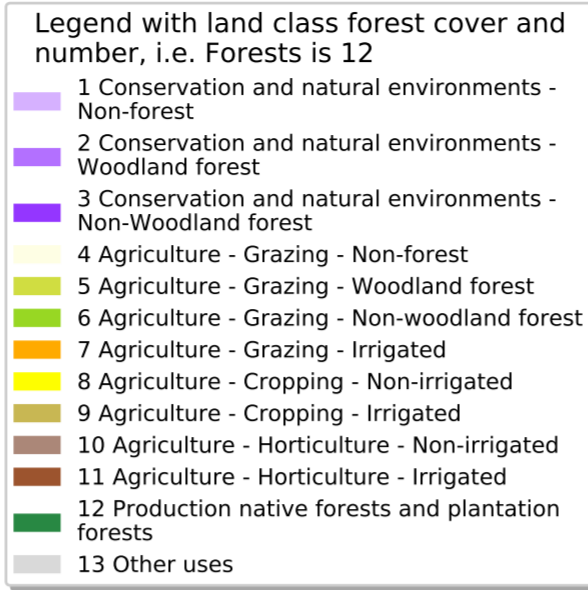 Legend with land class forest cover and
number, i.e. Forests is 12
1 Conservation and natural environments -
Non-forest
2 Conservation and natural environments -
Woodland forest
3 Conservation and natural environments -
Non-Woodland forest
4 Agriculture - Grazing - Non-forest
5 Agriculture - Grazing - Woodland forest
6 Agriculture - Grazing - Non-woodland forest
7 Agriculture - Grazing - Irrigated
8 Agriculture - Cropping - Non-irrigated
9 Agriculture - Cropping - Irrigated
10 Agriculture - Horticulture - Non-irrigated
11 Agriculture - Horticulture - Irrigated
12 Production native forests and plantation
forests
13 Other uses